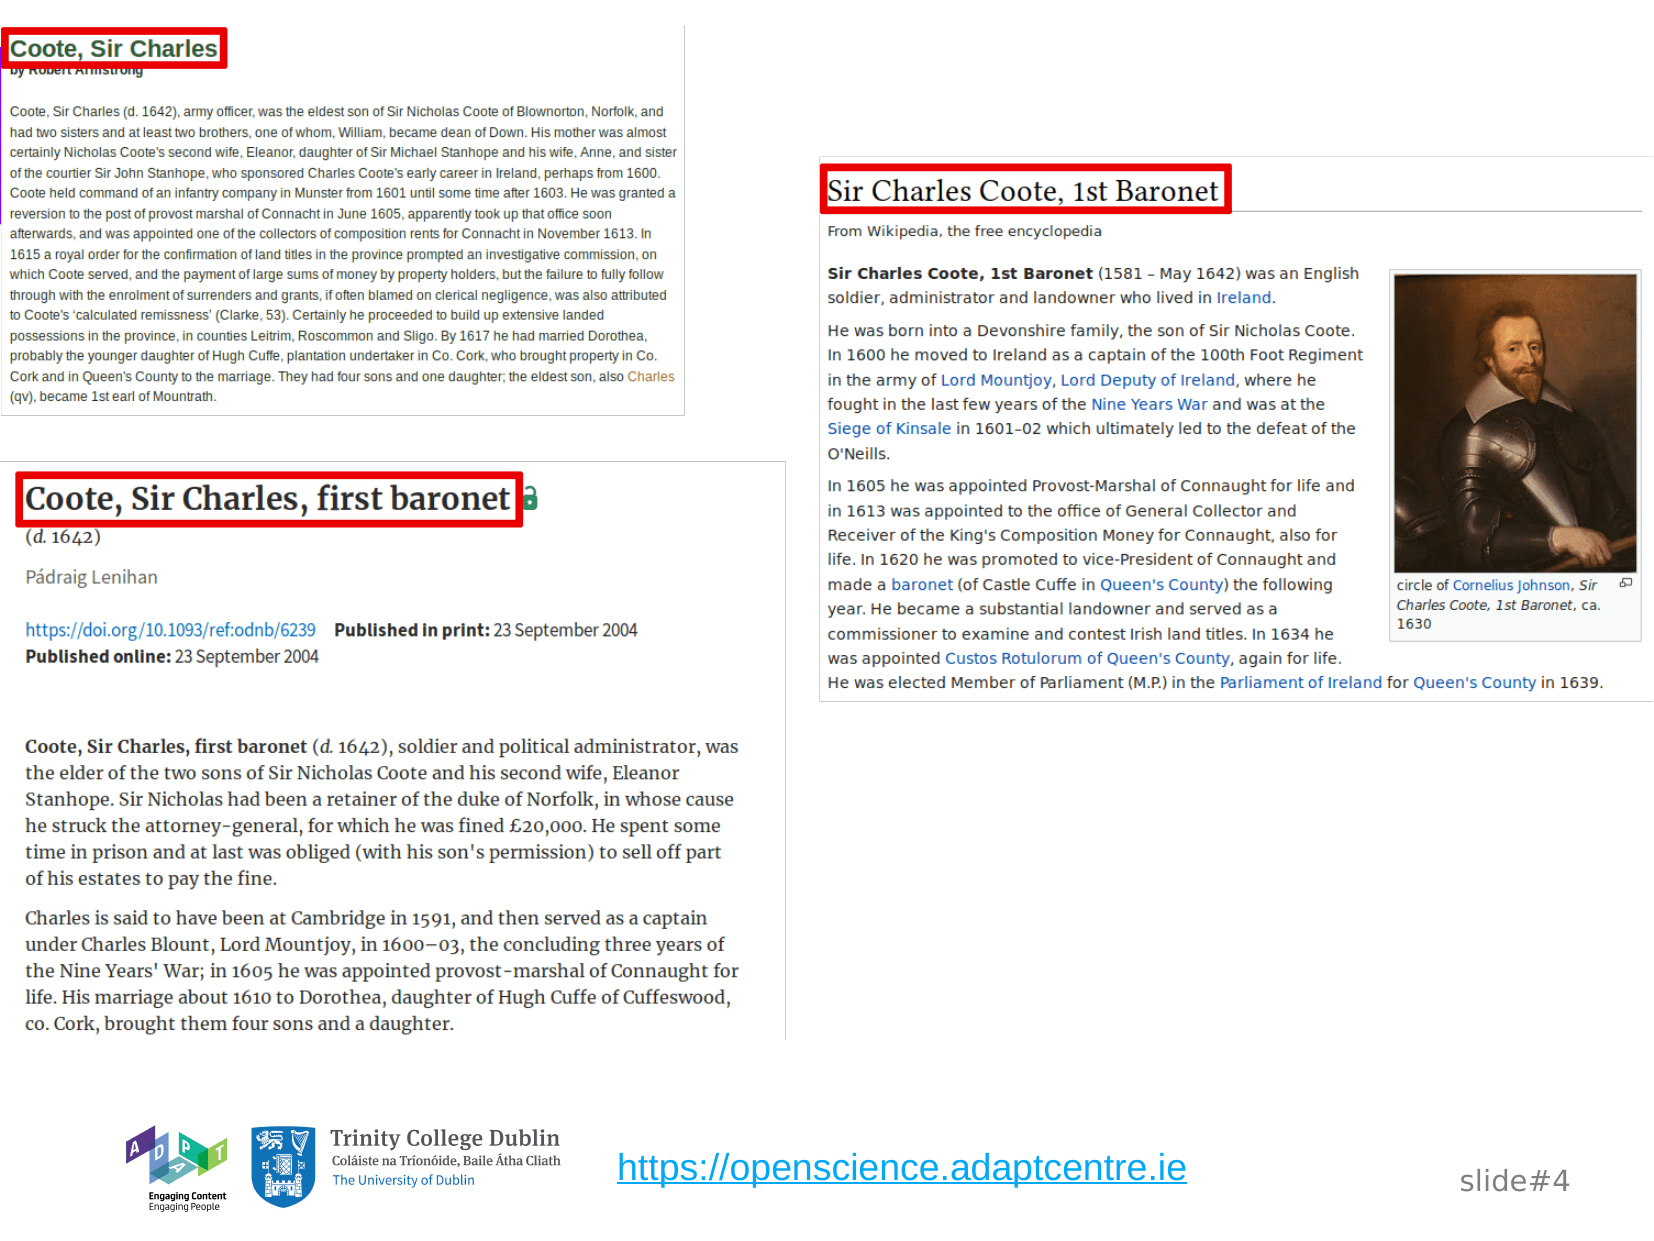 Coote, Sir Charles
by Robert Armstrong
Coote, Sir Charles (d. 1642), army officer, was the eldest son of Sir Nicholas Coote of Blownorton, Norfolk, and
had two sisters and at least two brothers, one of whom, William, became dean of Down. His mother was almost
certainly Nicholas Coote's second wife, Eleanor, daughter of Sir Michael Stanhope and his wife, Anne, and sister
of the courtier Sir John Stanhope, who sponsored Charles Coote's early career in Ireland, perhaps from 1600.
Coote held command of an infantry company in Munster from 1601 until some time after 1603. He was granted a
reversion to the post of provost marshal of Connacht in June 1605, apparently took up that office soon
afterwards, and was appointed one of the collectors of composition rents for Connacht in November 1613. In
1615 a royal order for the confirmation of land titles in the province prompted an investigative commission, on
which Coote served, and the payment of large sums of money by property holders, but the failure to fully follow
through with the enrolment of surrenders and grants, if often blamed on clerical negligence, was also attributed
to Coote's ‘calculated remissness’ (Clarke, 53). Certainly he proceeded to build up extensive landed
possessions in the province, in counties Leitrim, Roscommon and Sligo. By 1617 he had married Dorothea,
probably the younger daughter of Hugh Cuffe, plantation undertaker in Co. Cork, who brought property in Co.
Cork and in Queen's County to the marriage. They had four sons and one daughter; the eldest son, also Charles
(qv), became 1st earl of Mountrath.
Coote, Sir Charles, first baronet
(d. 1642)
Pádraig Lenihan
https://doi.org/10.1093/ref:odnb/6239 Published in print: 23 September 2004
Published online: 23 September 2004
Coote, Sir Charles, first baronet (d. 1642), soldier and political administrator, was
the elder of the two sons of Sir Nicholas Coote and his second wife, Eleanor
Stanhope. Sir Nicholas had been a retainer of the duke of Norfolk, in whose cause
he struck the attorney-general, for which he was fined £20,000. He spent some
time in prison and at last was obliged (with his son's permission) to sell off part
of his estates to pay the fine.
Charles is said to have been at Cambridge in 1591, and then served as a captain
under Charles Blount, Lord Mountjoy, in 1600–03, the concluding three years of
the Nine Years' War; in 1605 he was appointed provost-marshal of Connaught for
life. His marriage about 1610 to Dorothea, daughter of Hugh Cuffe of Cuffeswood,
co. Cork, brought them four sons and a daughter.
Sir Charles Coote, 1st Baronet
From Wikipedia, the free encyclopedia
Sir Charles Coote, 1st Baronet (1581 – May 1642) was an English
soldier, administrator and landowner who lived in Ireland.
He was born into a Devonshire family, the son of Sir Nicholas Coote.
In 1600 he moved to Ireland as a captain of the 100th Foot Regiment
in the army of Lord Mountjoy, Lord Deputy of Ireland, where he
fought in the last few years of the Nine Years War and was at the
Siege of Kinsale in 1601–02 which ultimately led to the defeat of the
O'Neills.
In 1605 he was appointed Provost-Marshal of Connaught for life and
in 1613 was appointed to the office of General Collector and
Receiver of the King's Composition Money for Connaught, also for
life. In 1620 he was promoted to vice-President of Connaught and
made a baronet (of Castle Cuffe in Queen's County) the following
year. He became a substantial landowner and served as a
commissioner to examine and contest Irish land titles. In 1634 he
was appointed Custos Rotulorum of Queen's County, again for life.
He was elected Member of Parliament (M.P.) in the Parliament of Ireland for Queen's County in 1639.
circle of Cornelius Johnson, Sir
Charles Coote, 1st Baronet, ca.
1630
ADAPT
Engaging Content
Engaging People
Trinity College Dublin
Coláiste na Tríonóide, Baile Átha Cliath
The University of Dublin
https://openscience.adaptcentre.ie
slide#4